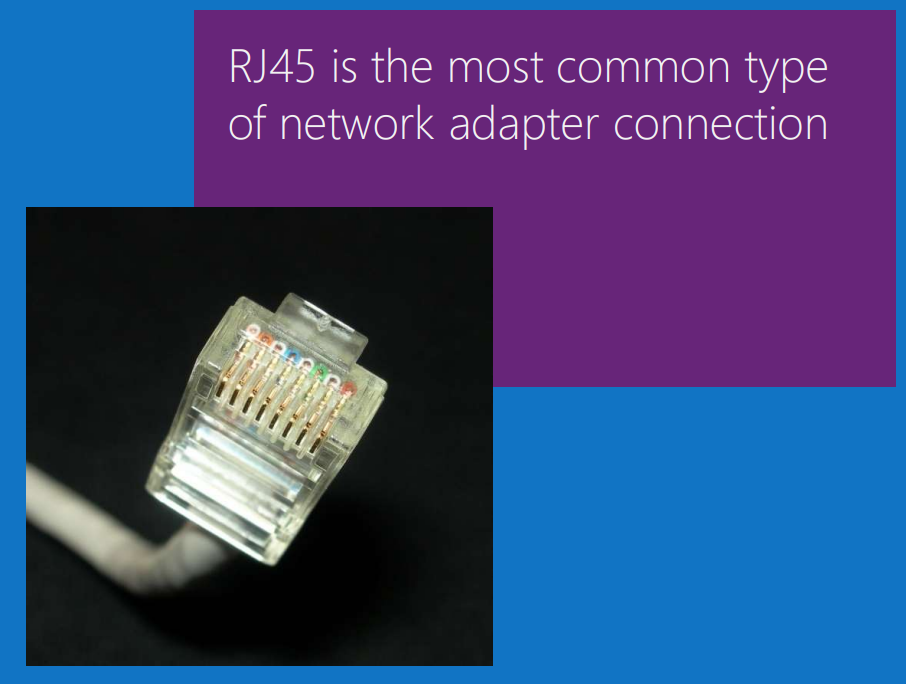 RJ45 is the most common type
of network adapter connection